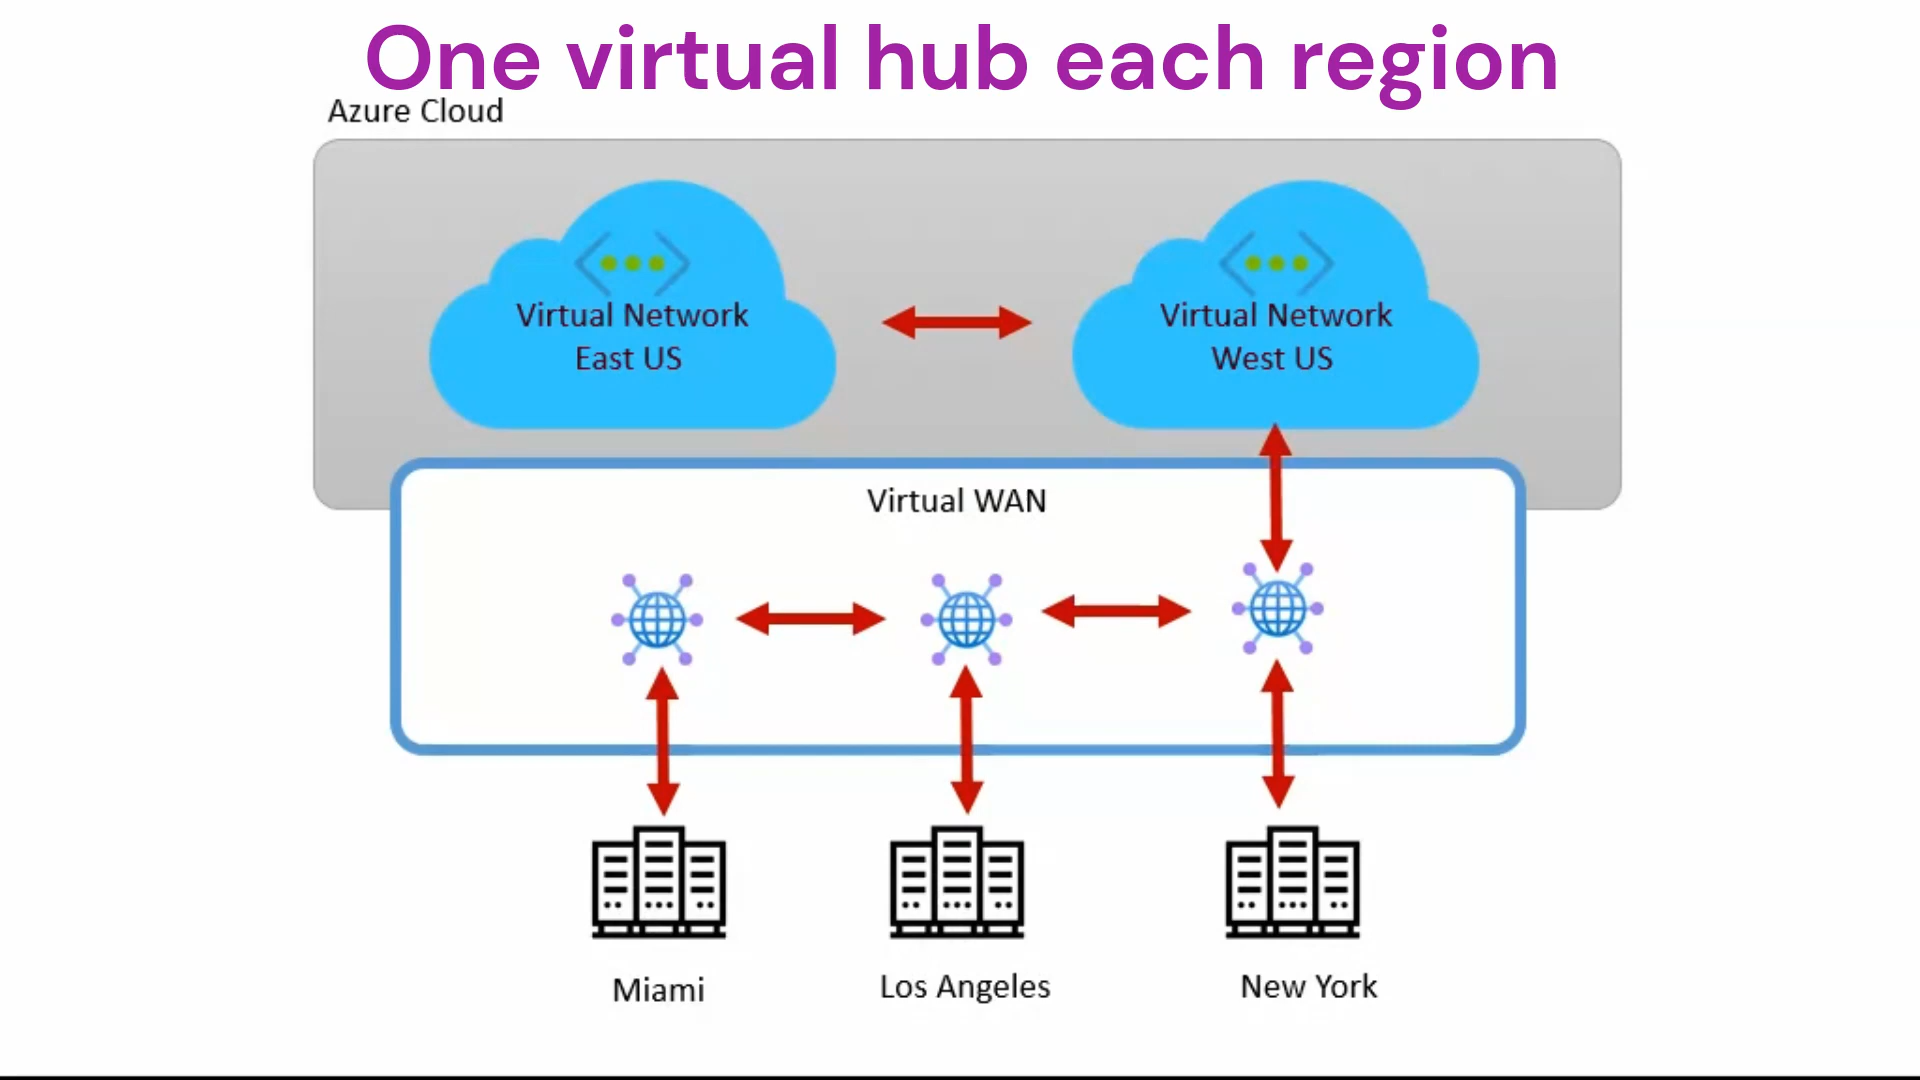 One virtual hub each region
Azure Cloud
Virtual Network
East US
Virtual Network
West US
Virtual WAN
Miami
Los Angeles
New York